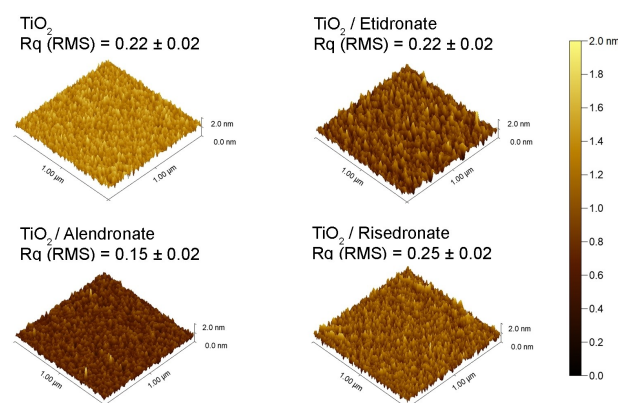 TiO2
Rq (RMS) = 0.22 ± 0.02
2.0 nm
0.0 nm
1.00 µm
1.00 µm
TiO2 / Etidronate
Rq (RMS) = 0.22 ± 0.02
2.0 nm
0.0 nm
1.00 µm
1.00 µm
TiO2 / Alendronate
Rq (RMS) = 0.15 ± 0.02
2.0 nm
0.0 nm
1.00 µm
1.00 µm
TiO2 / Risedronate
Rq (RMS) = 0.25 ± 0.02
2.0 nm
0.0 nm
1.00 µm
1.00 µm
2.0 nm
1.8
1.6
1.4
1.2
1.0
0.8
0.6
0.4
0.2
0.0